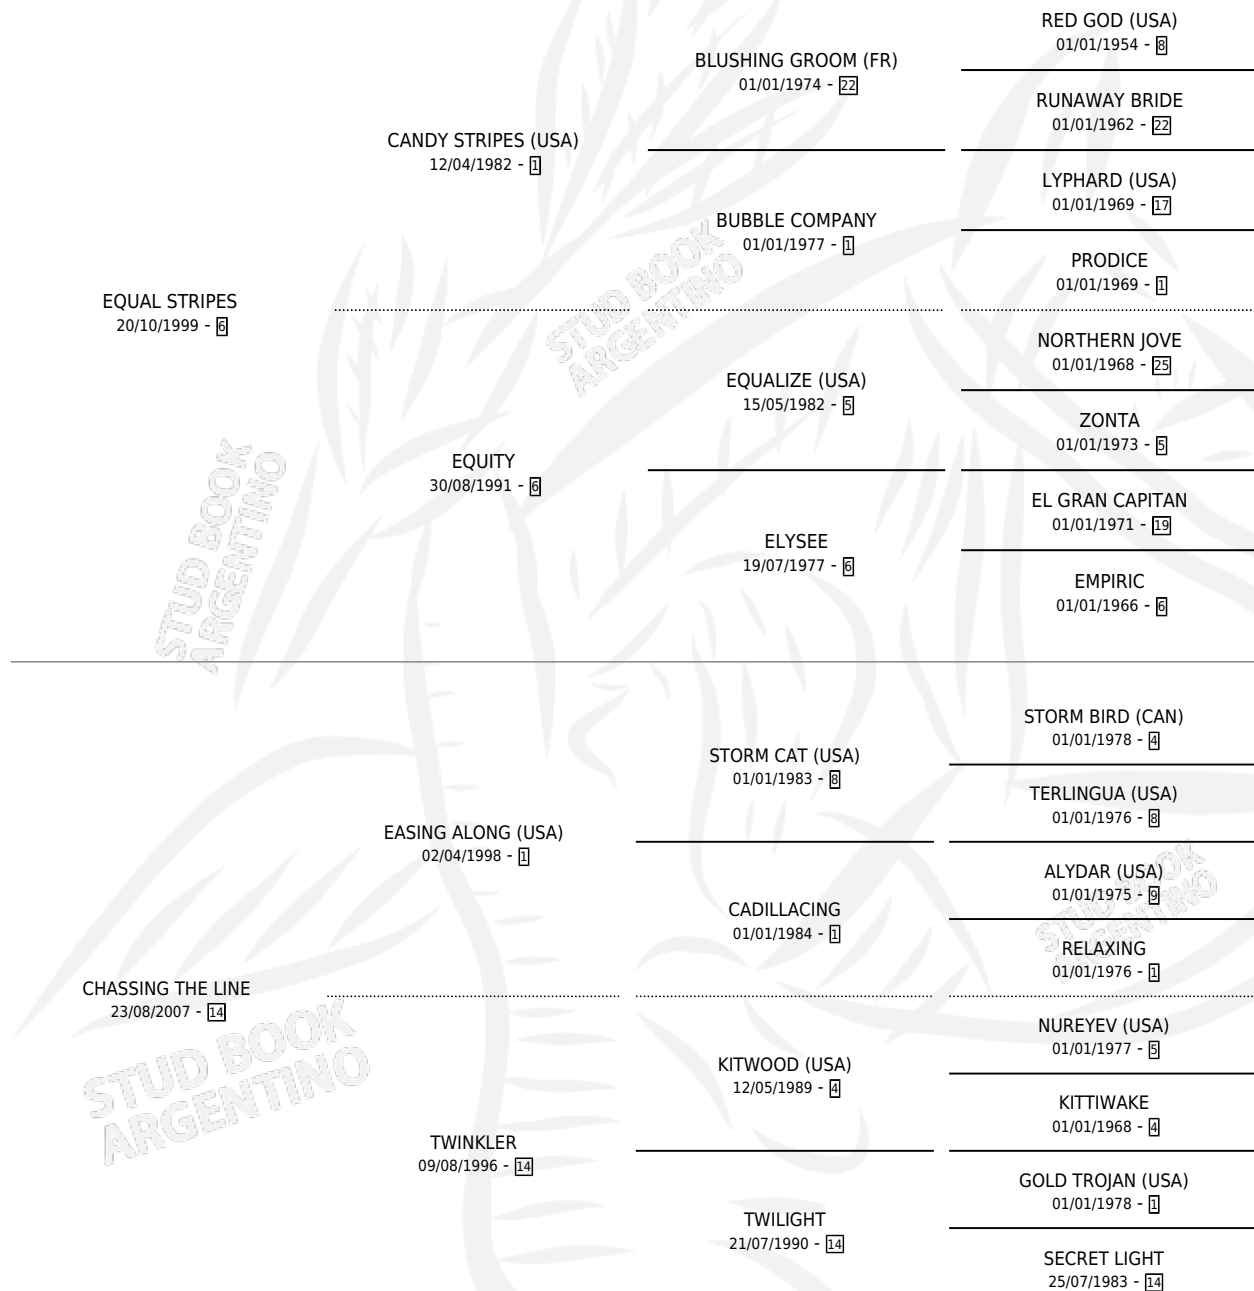 RED GOD (USA)
01/01/1954 - 8
BLUSHING GROOM (FR)
01/01/1974 - 22
RUNAWAY BRIDE
01/01/1962 - 22
CANDY STRIPES (USA)
12/04/1982 - 1
LYPHARD (USA)
01/01/1969 - 17
BUBBLE COMPANY
01/01/1977 - 1
PRODICE
01/01/1969 - 1
EQUAL STRIPES
20/10/1999 - 6
STUD BOOK
ARGENTINO
NORTHERN JOVE
01/01/1968 - 25
EQUALIZE (USA)
15/05/1982 - 5
ZONTA
01/01/1973 - 5
EQUITY
30/08/1991 - 6
EL GRAN CAPITAN
01/01/1971 - 19
ELYSEE
19/07/1977 - 6
EMPIRIC
01/01/1966 - 6
STUD BOOK
ARGENTINO
STORM BIRD (CAN)
01/01/1978 - 4
STORM CAT (USA)
01/01/1983 - 8
TERLINGUA (USA)
01/01/1976 - 8
EASING ALONG (USA)
02/04/1998 - 1
ALYDAR (USA)
01/01/1975 - 9
CADILLACING
01/01/1984 - 1
RELAXING
01/01/1976 - 1
STUD BOOK
ARGENTINO
CHASSING THE LINE
23/08/2007 - 14
NUREYEV (USA)
01/01/1977 - 5
KITWOOD (USA)
12/05/1989 - 4
KITTIWAKE
01/01/1968 - 4
STUD BOOK
ARGENTINO
TWINKLER
09/08/1996 - 14
GOLD TROJAN (USA)
01/01/1978 - 1
TWILIGHT
21/07/1990 - 14
SECRET LIGHT
25/07/1983 - 14